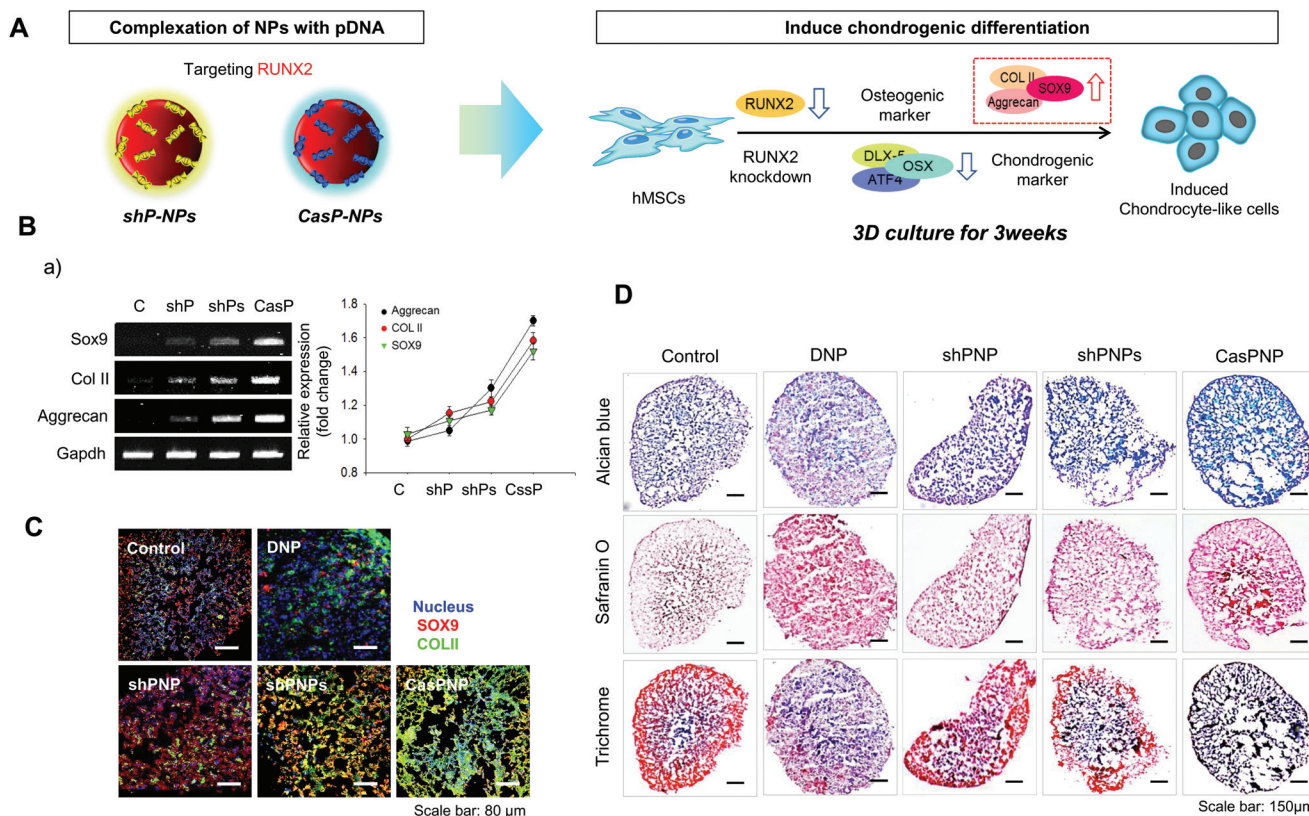 A
Complexation of NPs with pDNA
Targeting RUNX2
shP-NPs
CasP-NPs
Induce chondrogenic differentiation
hMSCs
RUNX2
RUNX2
knockdown
Osteogenic
marker
DLX-5
OSX
ATF4
COL II
SOX9
Aggrecan
Chondrogenic
marker
Induced
Chondrocyte-like cells
3D culture for 3weeks
B
a)
C shP shPs CasP
Sox9
Col II
Aggrecan
Gapdh
Relative expression
(fold change)
1.8
1.6
1.4
1.2
1.0
0.8
Aggrecan
COL II
SOX9
C shP shPs CssP
C
Control
DNP
Nucleus
SOX9
COLII
shPNP
shPNPs
CasPNP
Scale bar: 80 µm
D
Control DNP shPNP shPNPs CasPNP
Alcian blue
Safranin O
Trichrome
Scale bar: 150µm